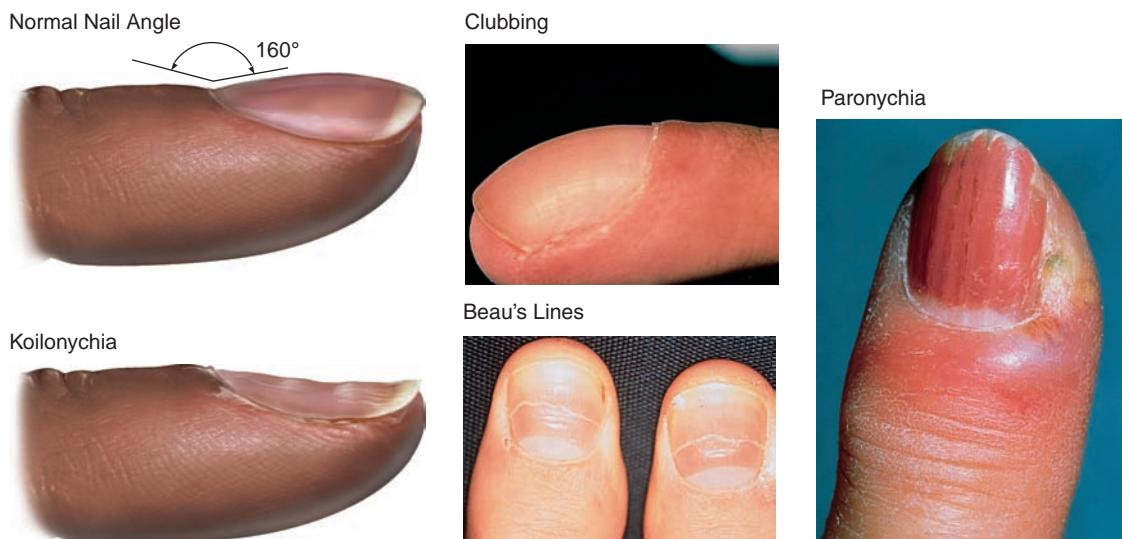 Normal Nail Angle
160°
Clubbing
Paronychia
Koilonychia
Beau's Lines